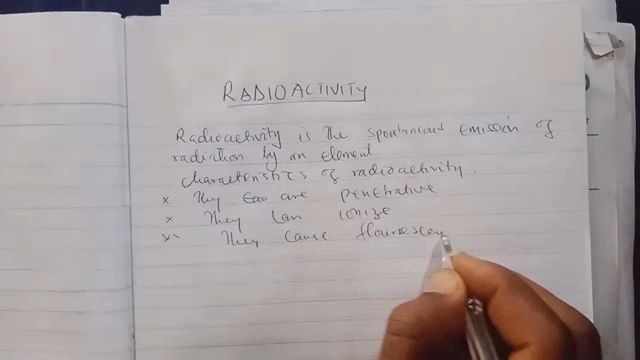 RADIOACTIVITY
Radioactivity is the spontaneous emission of
radiation by an element
characteristics of radioactivity.
x They are penetrative
x They can ionize
x They cause floursescen